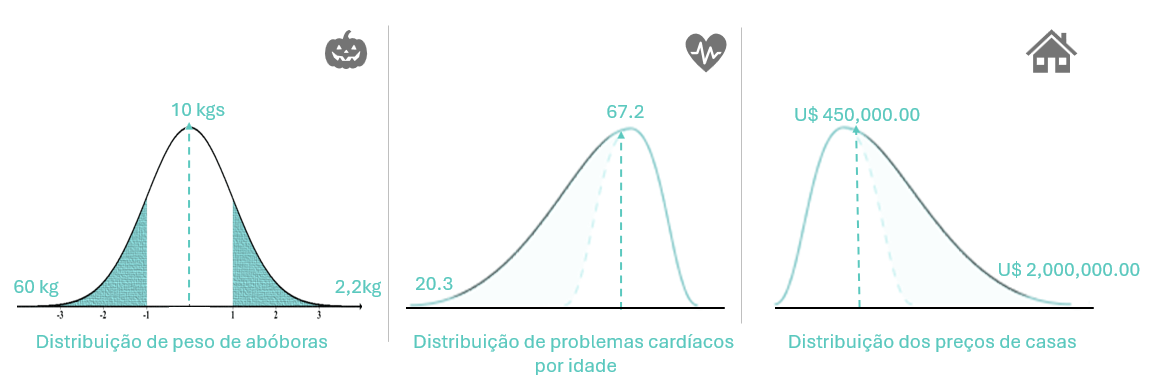 10 kgs
60 kg
2,2kg
-3 -2 -1 1 2 3
Distribuição de peso de abóboras
67.2
20.3
Distribuição de problemas cardíacos
por idade
U$ 450,000.00
U$ 2,000,000.00
Distribuição dos preços de casas